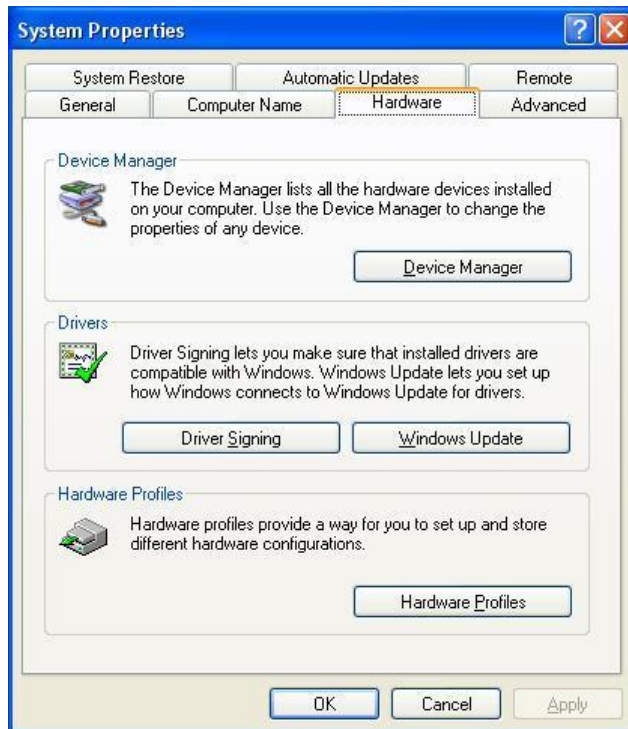 System Properties
System Restore
Automatic Updates
Remote
General
Computer Name
Hardware
Advanced
Device Manager
The Device Manager lists all the hardware devices installed
on your computer. Use the Device Manager to change the
properties of any device.
Device Manager
Drivers
Driver Signing lets you make sure that installed drivers are
compatible with Windows. Windows Update lets you set up
how Windows connects to Windows Update for drivers.
Driver Signing
Windows Update
Hardware Profiles
Hardware profiles provide a way for you to set up and store
different hardware configurations.
Hardware Profiles
OK
Cancel
Apply